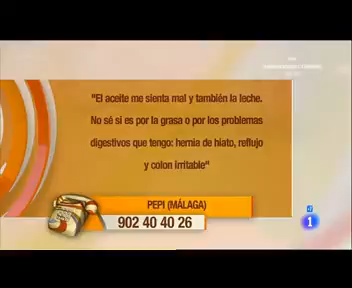 "El aceite me sienta mal y también la leche.
No sé si es por la grasa o por los problemas
digestivos que tengo: hernia de hiato, reflujo
y colon irritable"
PEPI (MÁLAGA)
902 40 40 26
1